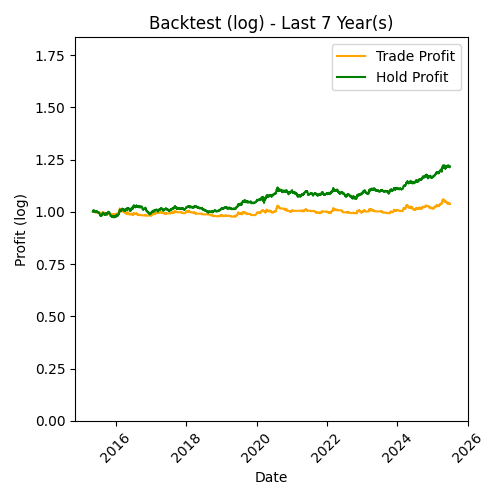 Backtest (log) - Last 7 Year(s)
Trade Profit
Hold Profit
1.75
1.50
1.25
1.00
0.75
0.50
0.25
0.00
Profit (log)
2016
2018
2020
2022
2024
2026
Date